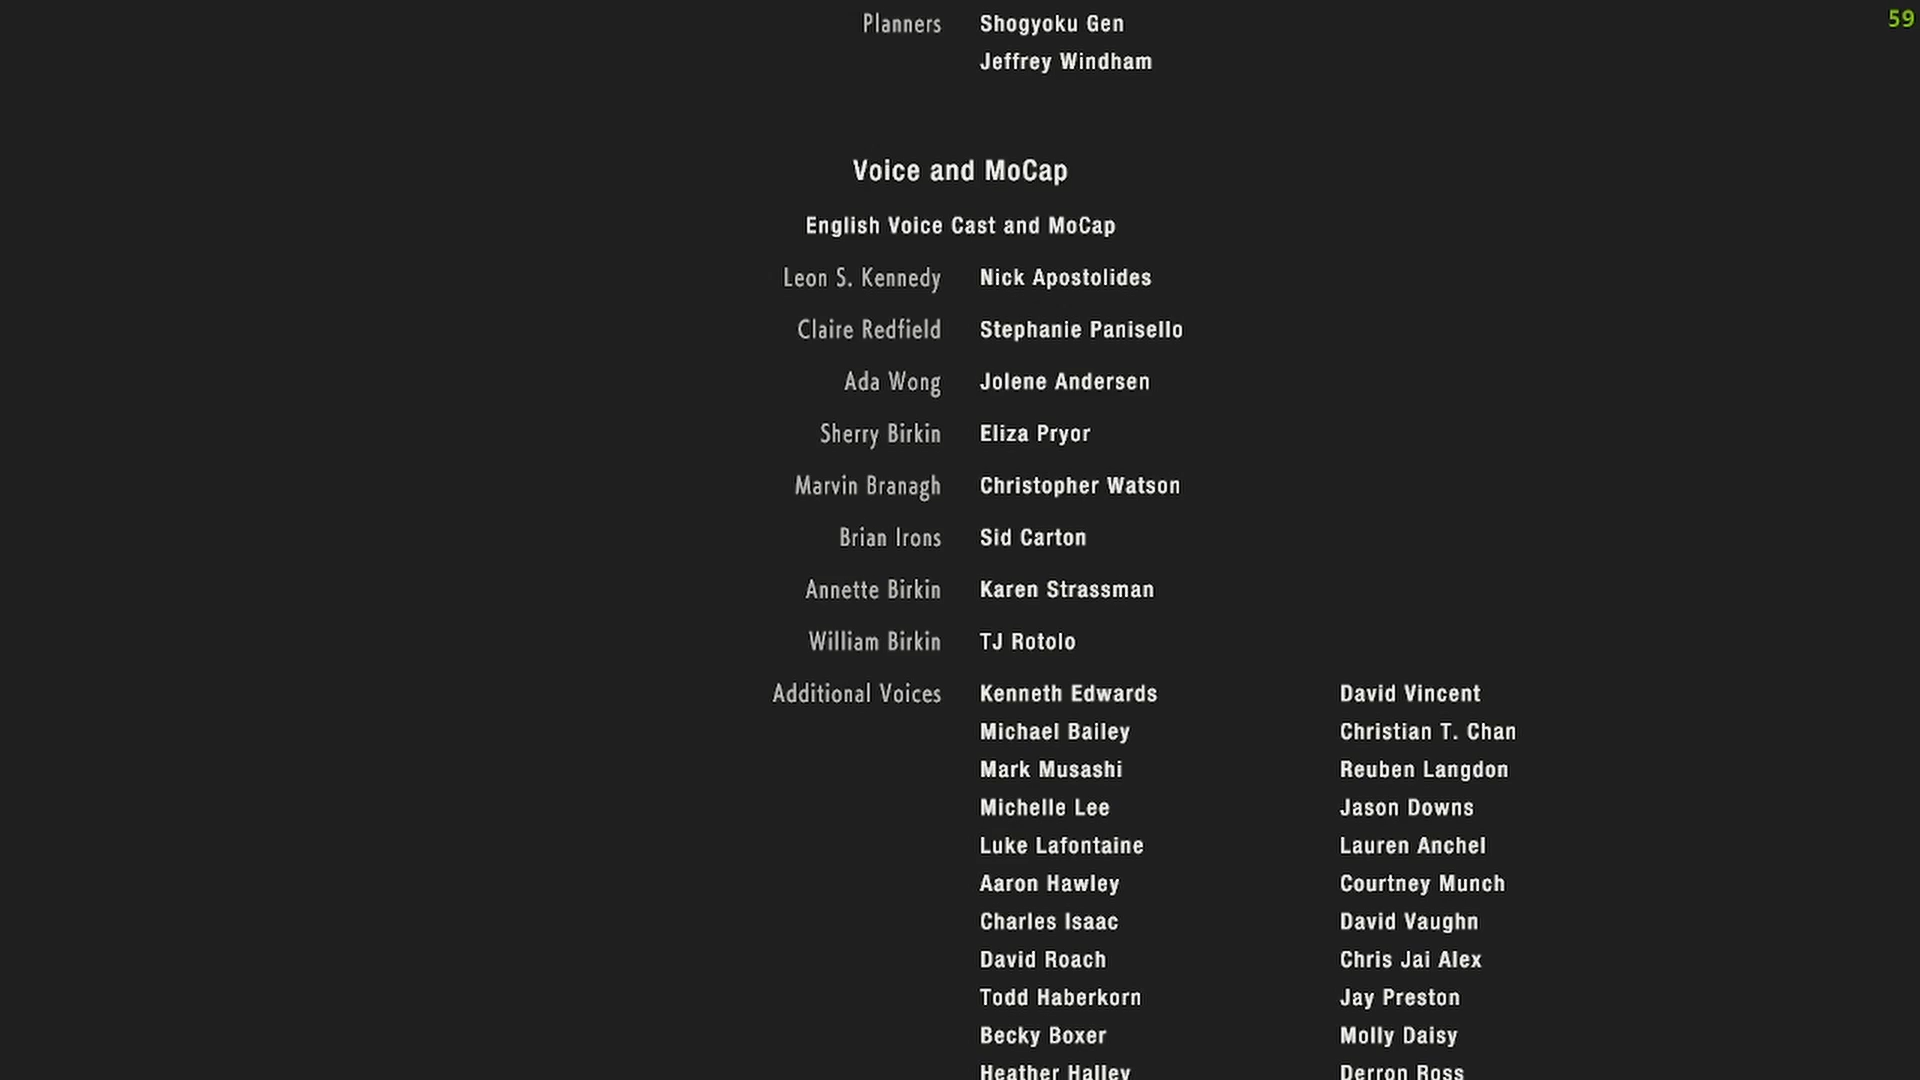 59
Planners Shogyoku Gen
Jeffrey Windham
Voice and MoCap
English Voice Cast and MoCap
Leon S. Kennedy Nick Apostolides
Claire Redfield Stephanie Panisello
Ada Wong Jolene Andersen
Sherry Birkin Eliza Pryor
Marvin Branagh Christopher Watson
Brian Irons Sid Carton
Annette Birkin Karen Strassman
William Birkin TJ Rotolo
Additional Voices Kenneth Edwards David Vincent
Michael Bailey Christian T. Chan
Mark Musashi Reuben Langdon
Michelle Lee Jason Downs
Luke Lafontaine Lauren Anchel
Aaron Hawley Courtney Munch
Charles Isaac David Vaughn
David Roach Chris Jai Alex
Todd Haberkorn Jay Preston
Becky Boxer Molly Daisy
Heather Halley Derron Ross